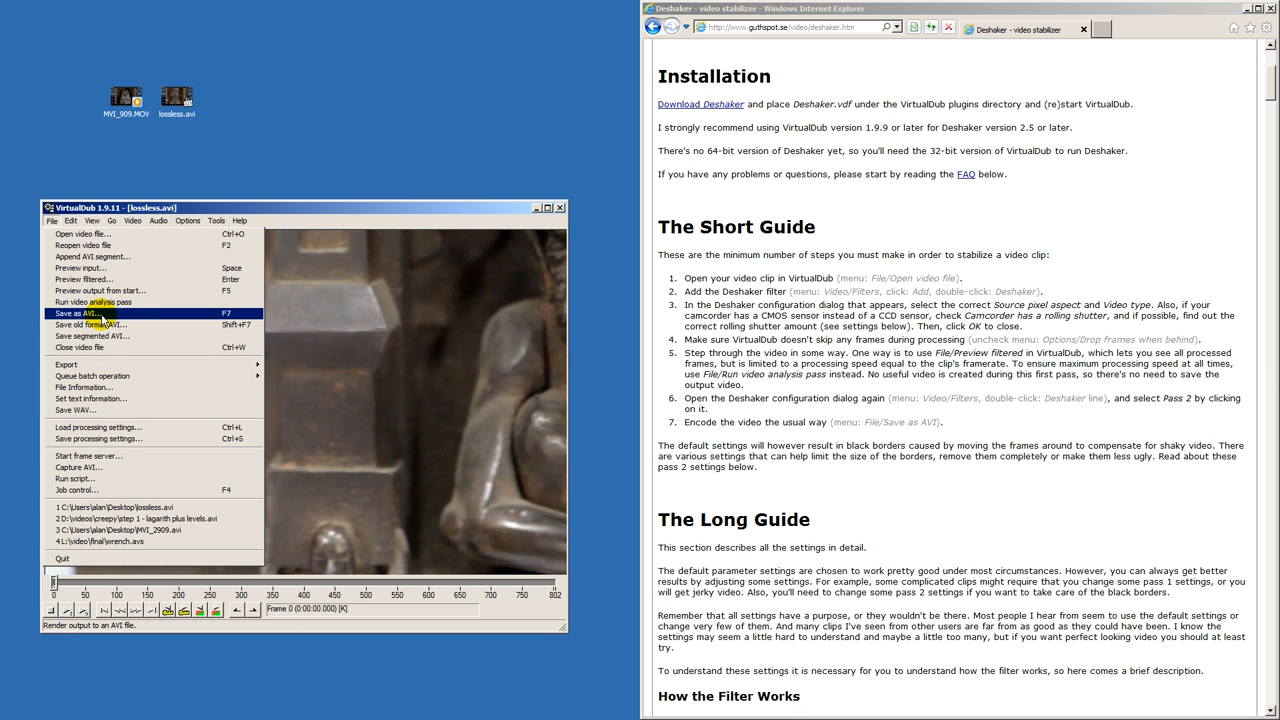 MVI_909.MOV
lossless.avi
VirtualDub 1.9.11 - [lossless.avi]
File Edit View Go Video Audio Options Tools Help
Open video file... Ctrl+O
Reopen video file F2
Append AVI segment...
Preview input... Space
Preview filtered... Enter
Preview output from start... F5
Run video analysis pass
Save as AVI... F7
Save old format AVI... Shift+F7
Save segmented AVI...
Close video file Ctrl+W
Export
Queue batch operation
File Information...
Set text information...
Save WAV...
Load processing settings... Ctrl+L
Save processing settings... Ctrl+S
Start frame server...
Capture AVI...
Run script...
Job control... F4
1 C:\Users\alan\Desktop\lossless.avi
2 D:\videos\creepy\step 1 - lagarith plus levels.avi
3 C:\Users\alan\Desktop\MVI_2909.avi
4 L:\video\final\wrench.avs
Quit
0 50 100 150 200 250 300 350 400 450 500 550 600 650 700 750 802
Frame 0 (0:00:00.000) [K]
Render output to an AVI file.
Deshaker - video stabilizer - Windows Internet Explorer
http://www.guthspot.se/video/deshaker.htm
Deshaker - video stabilizer
Installation
Download Deshaker and place Deshaker.vdf under the VirtualDub plugins directory and (re)start VirtualDub.
I strongly recommend using VirtualDub version 1.9.9 or later for Deshaker version 2.5 or later.
There's no 64-bit version of Deshaker yet, so you'll need the 32-bit version of VirtualDub to run Deshaker.
If you have any problems or questions, please start by reading the FAQ below.
The Short Guide
These are the minimum number of steps you must make in order to stabilize a video clip:
1. Open your video clip in VirtualDub (menu: File/Open video file).
2. Add the Deshaker filter (menu: Video/Filters, click: Add, double-click: Deshaker).
3. In the Deshaker configuration dialog that appears, select the correct Source pixel aspect and Video type. Also, if your
camcorder has a CMOS sensor instead of a CCD sensor, check Camcorder has a rolling shutter, and if possible, find out the
correct rolling shutter amount (see settings below). Then, click OK to close.
4. Make sure VirtualDub doesn't skip any frames during processing (uncheck menu: Options/Drop frames when behind).
5. Step through the video in some way. One way is to use File/Preview filtered in VirtualDub, which lets you see all processed
frames, but is limited to a processing speed equal to the clip's framerate. To ensure maximum processing speed at all times,
use File/Run video analysis pass instead. No useful video is created during this first pass, so there's no need to save the
output video.
6. Open the Deshaker configuration dialog again (menu: Video/Filters, double-click: Deshaker line), and select Pass 2 by clicking
on it.
7. Encode the video the usual way (menu: File/Save as AVI).
The default settings will however result in black borders caused by moving the frames around to compensate for shaky video. There
are various settings that can help limit the size of the borders, remove them completely or make them less ugly. Read about these
pass 2 settings below.
The Long Guide
This section describes all the settings in detail.
The default parameter settings are chosen to work pretty good under most circumstances. However, you can always get better
results by adjusting some settings. For example, some complicated clips might require that you change some pass 1 settings, or you
will get jerky video. Also, you'll need to change some pass 2 settings if you want to take care of the black borders.
Remember that all settings have a purpose, or they wouldn't be there. Most people I hear from seem to use the default settings or
change very few of them. And many clips I've seen from other users are far from as good as they could have been. I know the
settings may seem a little hard to understand and maybe a little too many, but if you want perfect looking video you should at least
try.
To understand these settings it is necessary for you to understand how the filter works, so here comes a brief description.
How the Filter Works